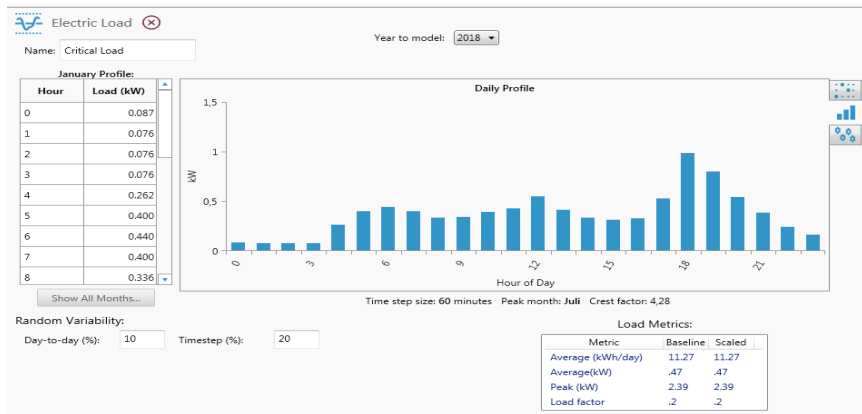 Electric Load
Name: Critical Load
Year to model: 2018
January Profile:
Hour Load (kW)
0 0.087
1 0.076
2 0.076
3 0.076
4 0.262
5 0.400
6 0.440
7 0.400
8 0.336
Show All Months...
Daily Profile
1,5
1
0,5
0
kW
0 3 6 9 12 15 18 21
Hour of Day
Time step size: 60 minutes Peak month: Juli Crest factor: 4,28
Random Variability:
Day-to-day (%): 10 Timestep (%): 20
Load Metrics:
Metric Baseline Scaled
Average (kWh/day) 11.27 11.27
Average(kW) .47 .47
Peak (kW) 2.39 2.39
Load factor .2 .2